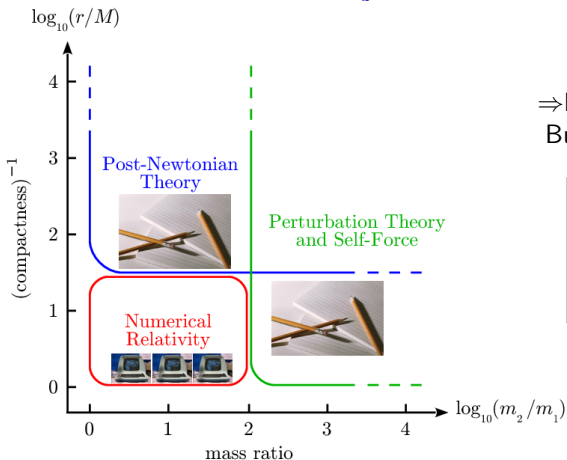 log₁₀(r/M)
4
⇒
Bu
Post-Newtonian
Theory
3
Perturbation Theory
and Self-Force
2
(compactness)⁻¹
1
Numerical
Relativity
0
log₁₀(m₂/m₁)
0 1 2 3 4
mass ratio